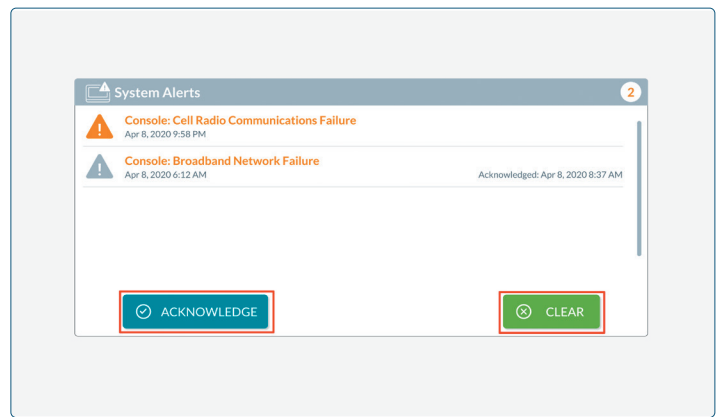 System Alerts
2
Console: Cell Radio Communications Failure
Apr 8, 2020 9:58 PM
Console: Broadband Network Failure
Apr 8, 2020 6:12 AM
Acknowledged: Apr 8, 2020 8:37 AM
ACKNOWLEDGE
CLEAR